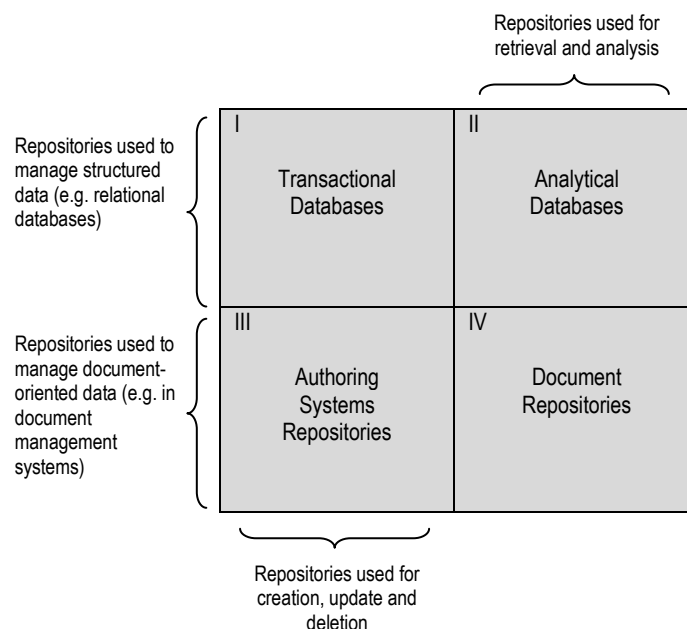 Repositories used for
retrieval and analysis
Repositories used to
manage structured
data (e.g. relational
databases)
I
Transactional
Databases
II
Analytical
Databases
Repositories used to
manage document-
oriented data (e.g. in
document
management
systems)
III
Authoring
Systems
Repositories
IV
Document
Repositories
Repositories used for
creation, update and
deletion